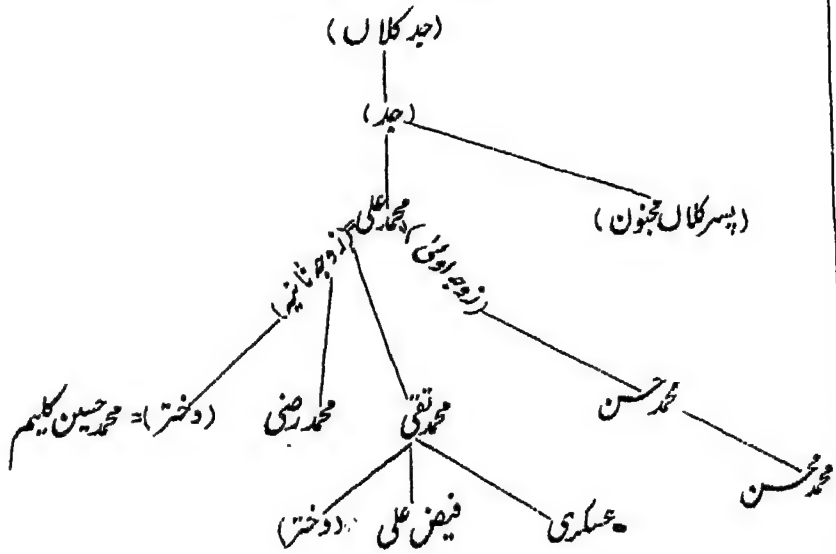 (جد کلاں)
(جد)
(پسر کلاں مجنون)
محمد علی
(زوجہ اولیٰ)
(زوجہ ثانیہ)
محمد حسن
محمد تقی
محمد رضی
(دختر) = محمد حسین کلیم
محمد محسن
عسکری
فیض علی
(دختر)